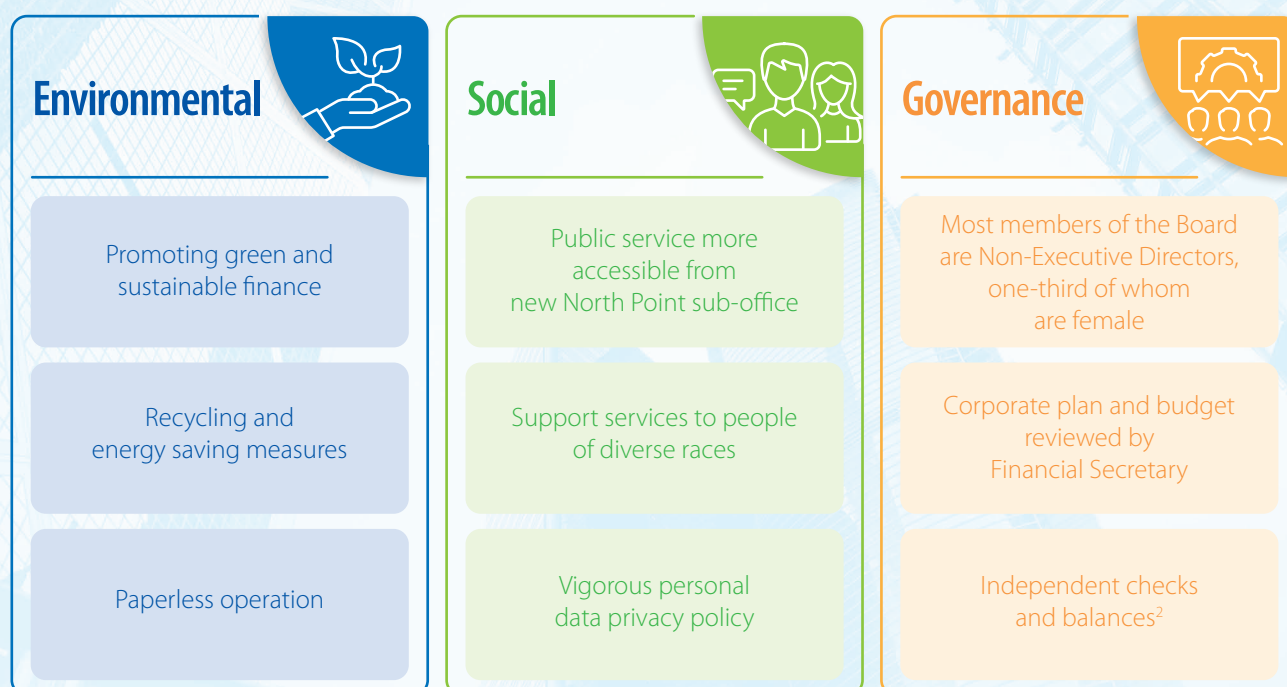 Environmental
Promoting green and
sustainable finance
Recycling and
energy saving measures
Paperless operation
Social
Public service more
accessible from
new North Point sub-office
Support services to people
of diverse races
Vigorous personal
data privacy policy
Governance
Most members of the Board
are Non-Executive Directors,
one-third of whom
are female
Corporate plan and budget
reviewed by
Financial Secretary
Independent checks
and balances²